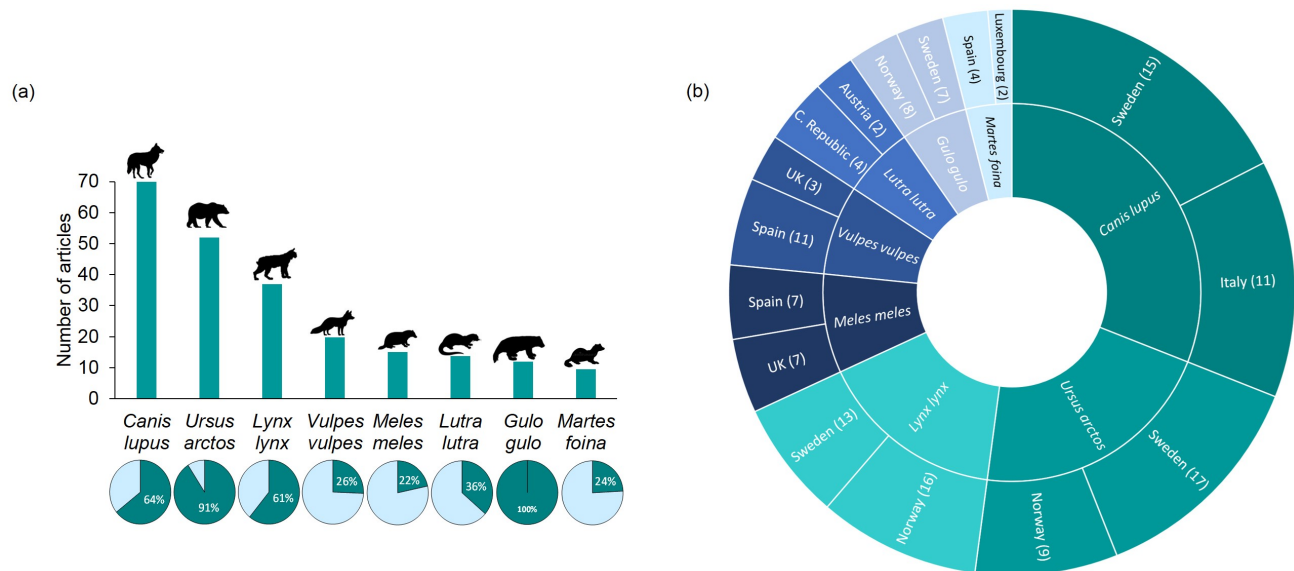 (a)
Number of articles
70
60
50
40
30
20
10
0
Canis
lupus
Ursus
arctos
Lynx
lynx
Vulpes
vulpes
Meles
meles
Lutra
lutra
Gulo
gulo
Martes
foina
64%
91%
61%
26%
22%
36%
100%
24%
(b)
Sweden (15)
Italy (11)
Sweden (17)
Norway (9)
Norway (16)
Sweden (13)
UK (7)
Spain (7)
Spain (11)
UK (3)
C. Republic (4)
Austria (2)
Norway (8)
Sweden (7)
Spain (4)
Luxembourg (2)
Canis lupus
Ursus arctos
Lynx lynx
Meles meles
Vulpes vulpes
Lutra lutra
Gulo gulo
Martes foina